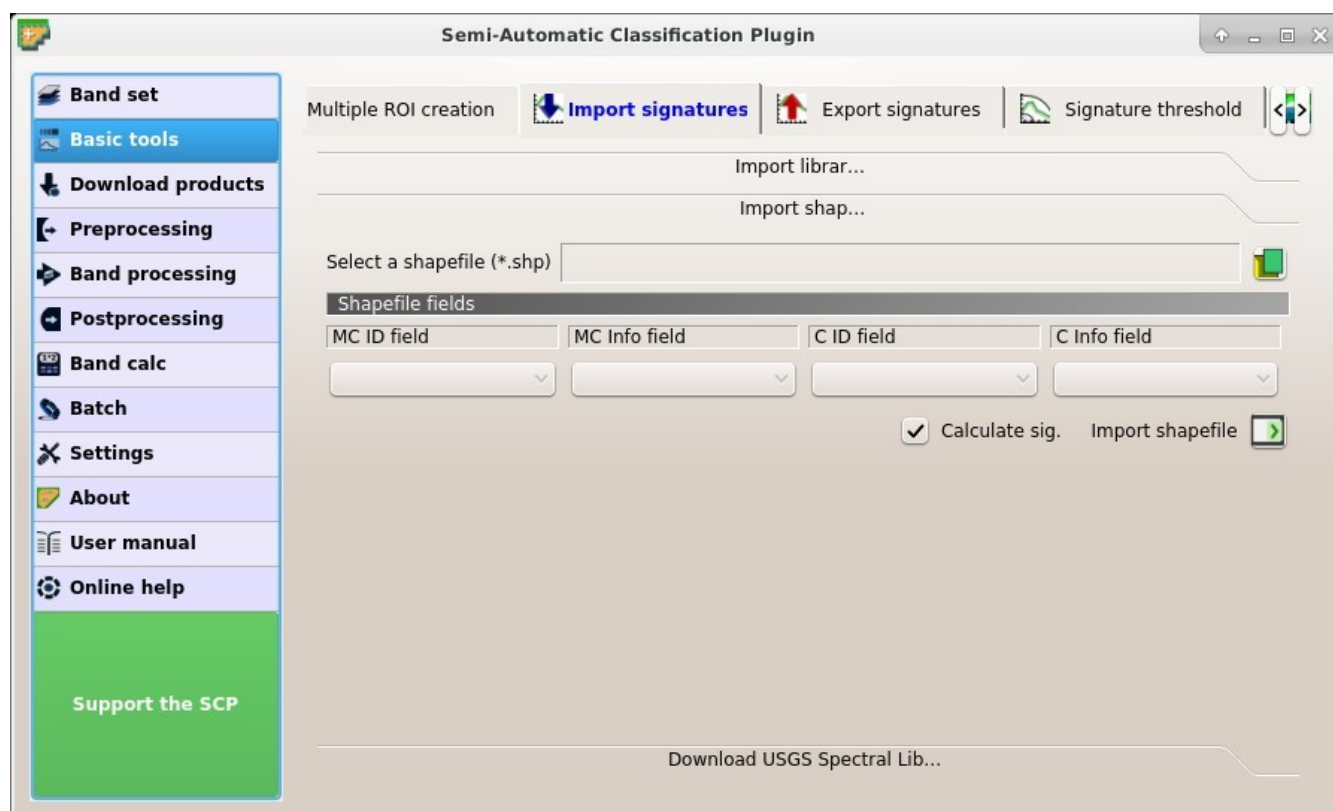 Semi-Automatic Classification Plugin
Band set
Basic tools
Download products
Preprocessing
Band processing
Postprocessing
Band calc
Batch
Settings
About
User manual
Online help
Support the SCP
Multiple ROI creation
Import signatures
Export signatures
Signature threshold
Import librar...
Import shap...
Select a shapefile (*.shp)
Shapefile fields
MC ID field
MC Info field
C ID field
C Info field
Calculate sig.
Import shapefile
Download USGS Spectral Lib...